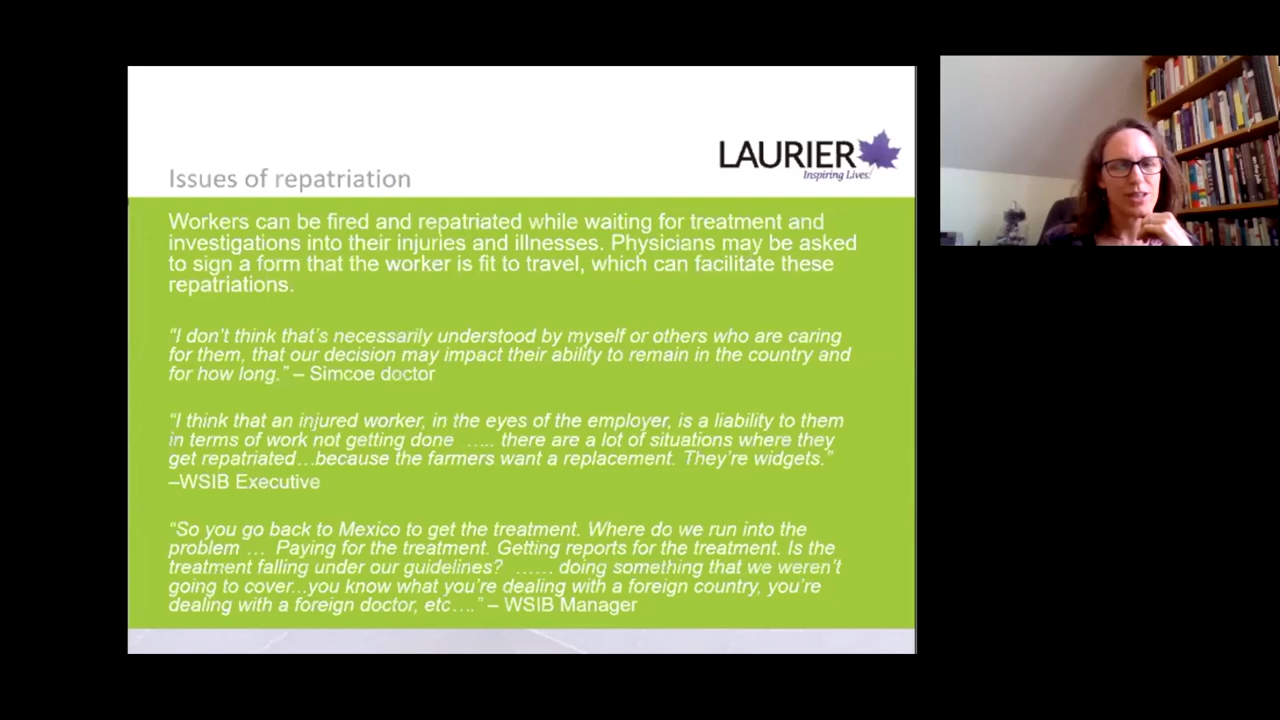 LAURIER
Inspiring Lives!
Issues of repatriation
Workers can be fired and repatriated while waiting for treatment and
investigations into their injuries and illnesses. Physicians may be asked
to sign a form that the worker is fit to travel, which can facilitate these
repatriations.
“I don’t think that’s necessarily understood by myself or others who are caring
for them, that our decision may impact their ability to remain in the country and
for how long.” – Simcoe doctor
“I think that an injured worker, in the eyes of the employer, is a liability to them
in terms of work not getting done ….. there are a lot of situations where they
get repatriated…because the farmers want a replacement. They’re widgets.”
–WSIB Executive
“So you go back to Mexico to get the treatment. Where do we run into the
problem … Paying for the treatment. Getting reports for the treatment. Is the
treatment falling under our guidelines? …… doing something that we weren’t
going to cover...you know what you’re dealing with a foreign country, you’re
dealing with a foreign doctor, etc….” – WSIB Manager